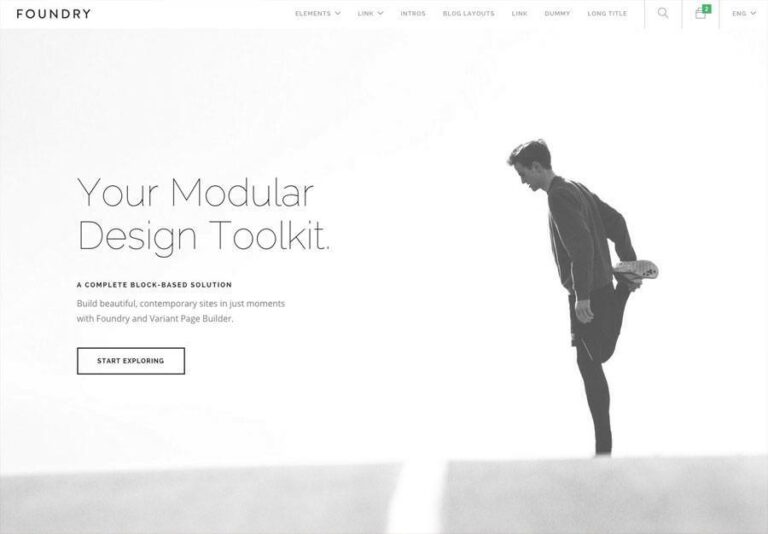 FOUNDRY
ELEMENTS LINK INTROS BLOG LAYOUTS LINK DUMMY LONG TITLE 2 ENG
Your Modular
Design Toolkit.
A COMPLETE BLOCK-BASED SOLUTION
Build beautiful, contemporary sites in just moments
with Foundry and Variant Page Builder.
START EXPLORING